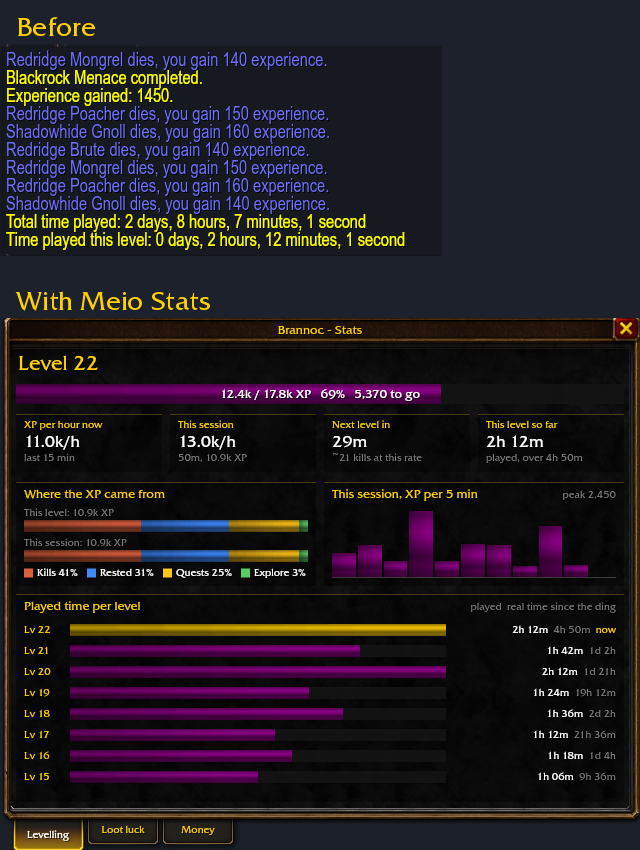 Before
Redridge Mongrel dies, you gain 140 experience.
Blackrock Menace completed.
Experience gained: 1450.
Redridge Poacher dies, you gain 150 experience.
Shadowhide Gnoll dies, you gain 160 experience.
Redridge Brute dies, you gain 140 experience.
Redridge Mongrel dies, you gain 150 experience.
Redridge Poacher dies, you gain 160 experience.
Shadowhide Gnoll dies, you gain 140 experience.
Total time played: 2 days, 8 hours, 7 minutes, 1 second
Time played this level: 0 days, 2 hours, 12 minutes, 1 second
With Meio Stats
Brannoc - Stats
Level 22
12.4k / 17.8k XP 69% 5,370 to go
XP per hour now
11.0k/h
last 15 min
This session
13.0k/h
50m, 10.9k XP
Next level in
29m
~21 kills at this rate
This level so far
2h 12m
played, over 4h 50m
Where the XP came from
This level: 10.9k XP
This session: 10.9k XP
Kills 41% Rested 31% Quests 25% Explore 3%
This session, XP per 5 min peak 2,450
Played time per level played real time since the ding
Lv 22 2h 12m 4h 50m now
Lv 21 1h 42m 1d 2h
Lv 20 2h 12m 1d 21h
Lv 19 1h 24m 19h 12m
Lv 18 1h 36m 2d 2h
Lv 17 1h 12m 21h 36m
Lv 16 1h 18m 1d 4h
Lv 15 1h 06m 9h 36m
Levelling Loot luck Money